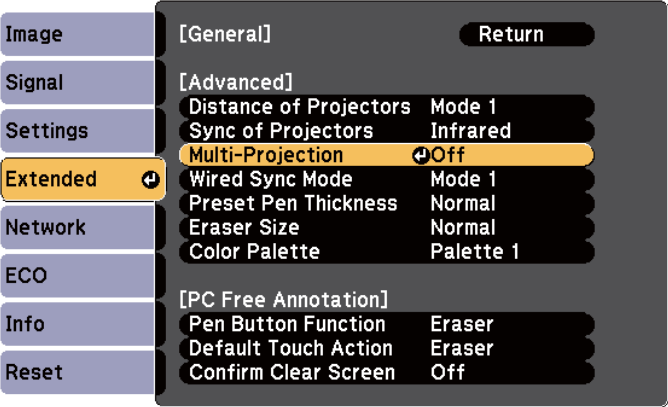 Image
Signal
Settings
Extended
Network
ECO
Info
Reset
[General] Return
[Advanced]
Distance of Projectors Mode 1
Sync of Projectors Infrared
Multi-Projection Off
Wired Sync Mode Mode 1
Preset Pen Thickness Normal
Eraser Size Normal
Color Palette Palette 1
[PC Free Annotation]
Pen Button Function Eraser
Default Touch Action Eraser
Confirm Clear Screen Off